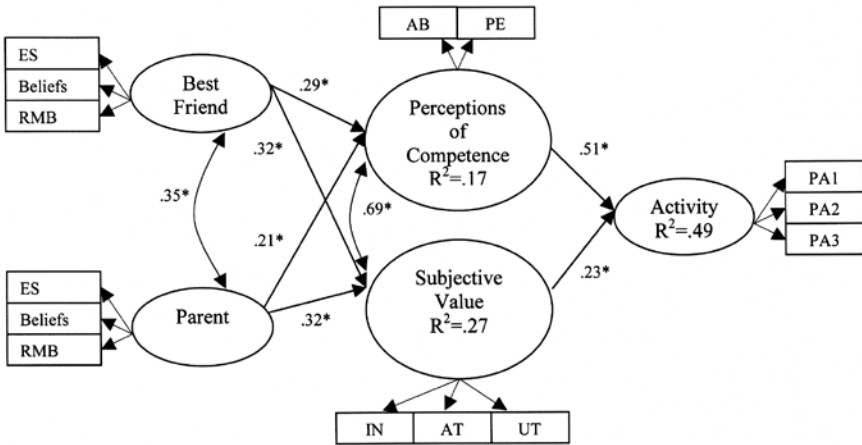 AB PE
ES
Beliefs
RMB
Best
Friend
.29*
.32*
Perceptions
of
Competence
R²=.17
.51*
.35*
.69*
.21*
Activity
R²=.49
PA1
PA2
PA3
ES
Beliefs
RMB
Parent
.32*
Subjective
Value
R²=.27
.23*
IN AT UT